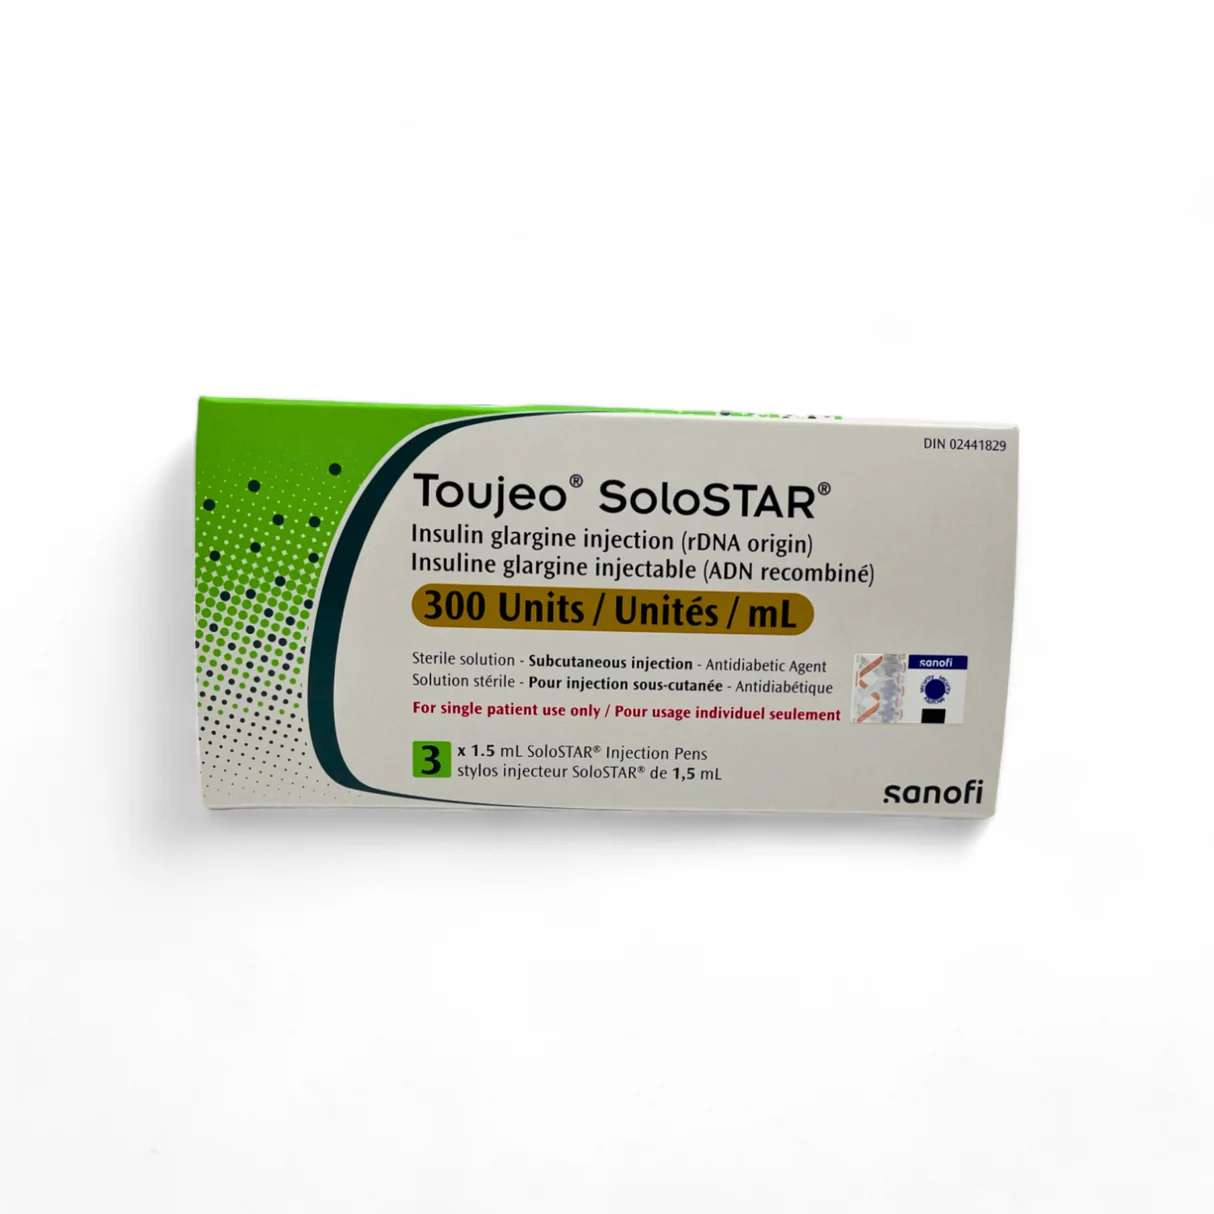 DIN 02441829
Toujeo® SoloSTAR®
Insulin glargine injection (rDNA origin)
Insuline glargine injectable (ADN recombiné)
300 Units / Unités / mL
Sterile solution - Subcutaneous injection - Antidiabetic Agent
Solution stérile - Pour injection sous-cutanée - Antidiabétique
For single patient use only / Pour usage individuel seulement
sanofi
3 x 1.5 mL SoloSTAR® Injection Pens
stylos injecteur SoloSTAR® de 1,5 mL
sanofi